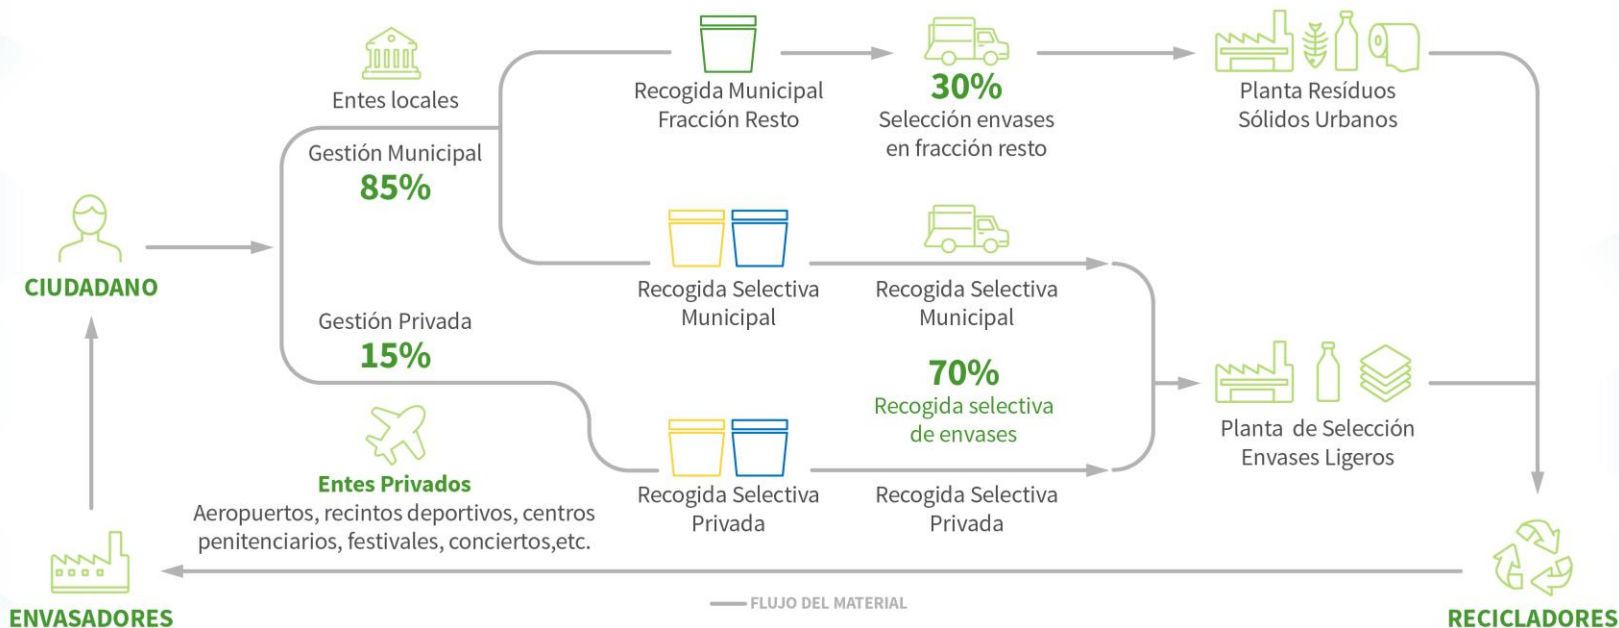 Entes locales
Gestión Municipal
85%
Recogida Municipal
Fracción Resto
30%
Selección envases
en fracción resto
Planta Resíduos
Sólidos Urbanos
CIUDADANO
Recogida Selectiva
Municipal
Recogida Selectiva
Municipal
Gestión Privada
15%
70%
Recogida selectiva
de envases
Planta de Selección
Envases Ligeros
Entes Privados
Aeropuertos, recintos deportivos, centros
penitenciarios, festivales, conciertos,etc.
Recogida Selectiva
Privada
Recogida Selectiva
Privada
ENVASADORES
FLUJO DEL MATERIAL
RECICLADORES